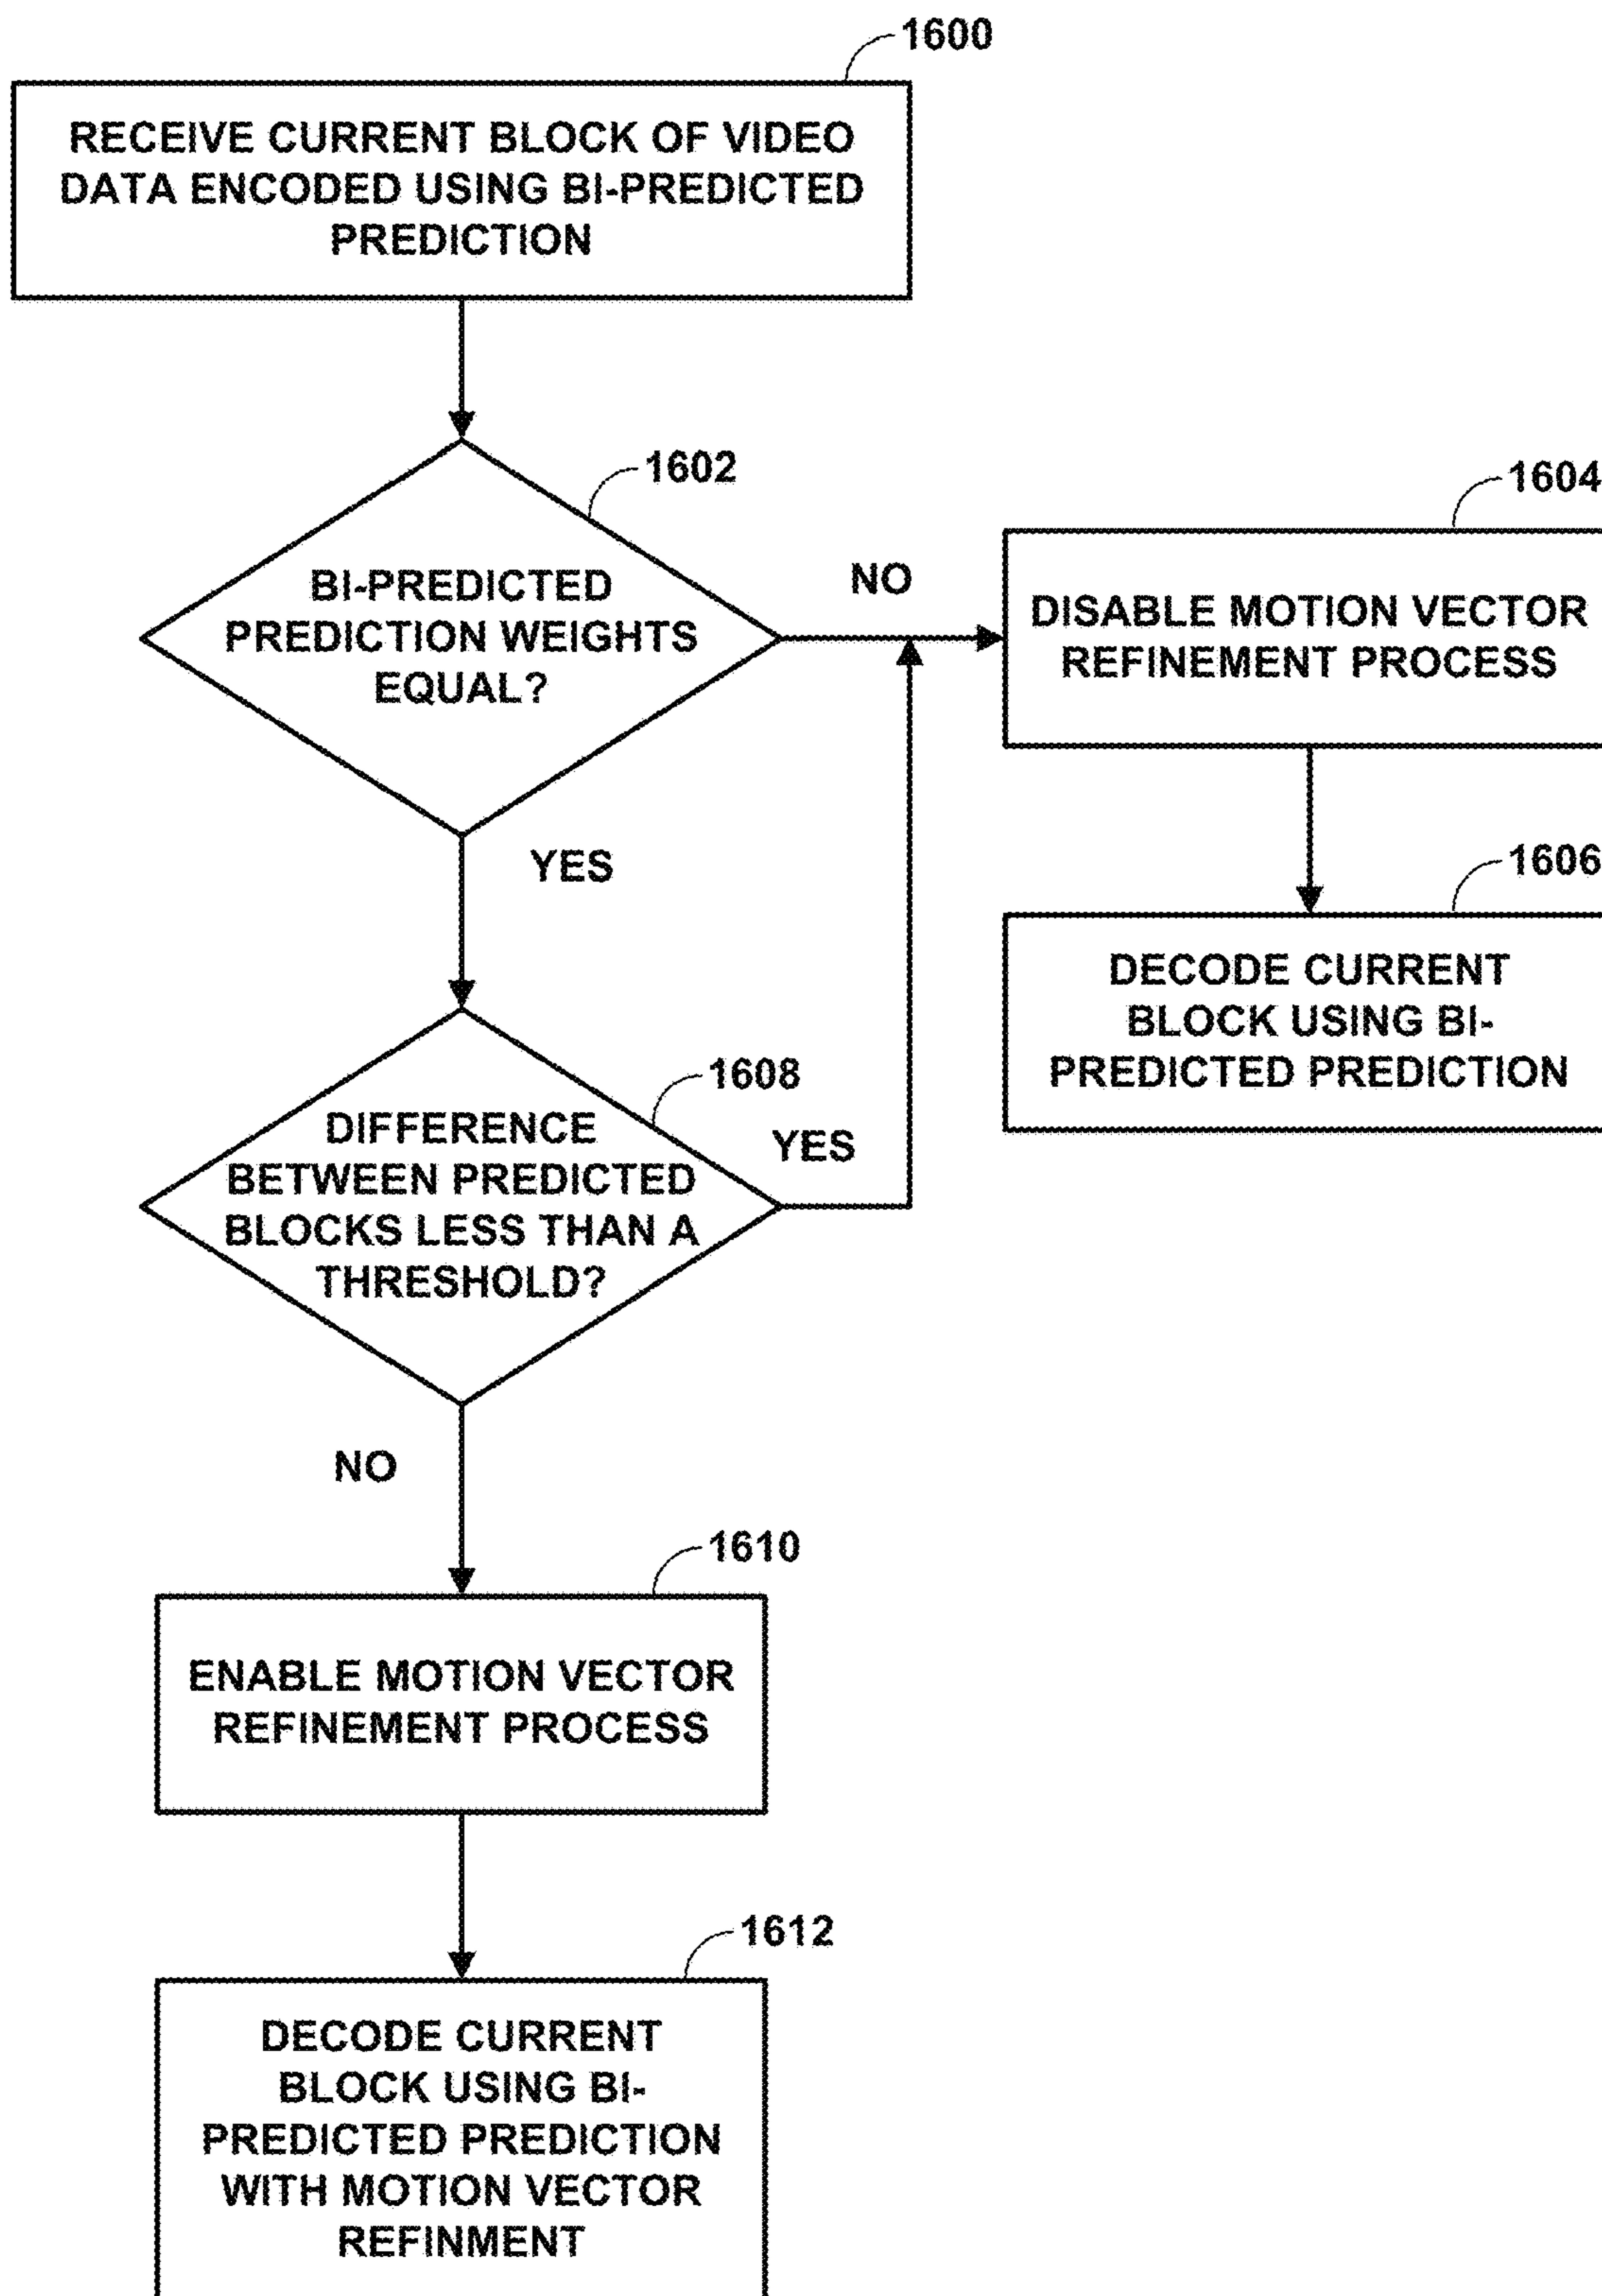 1600
RECEIVE CURRENT BLOCK OF VIDEO
DATA ENCODED USING BI-PREDICTED
PREDICTION
1602
BI-PREDICTED
PREDICTION WEIGHTS
EQUAL?
NO
YES
1604
DISABLE MOTION VECTOR
REFINEMENT PROCESS
1606
DECODE CURRENT
BLOCK USING BI-
PREDICTED PREDICTION
1608
DIFFERENCE
BETWEEN PREDICTED
BLOCKS LESS THAN A
THRESHOLD?
YES
NO
1610
ENABLE MOTION VECTOR
REFINEMENT PROCESS
1612
DECODE CURRENT
BLOCK USING BI-
PREDICTED PREDICTION
WITH MOTION VECTOR
REFINMENT